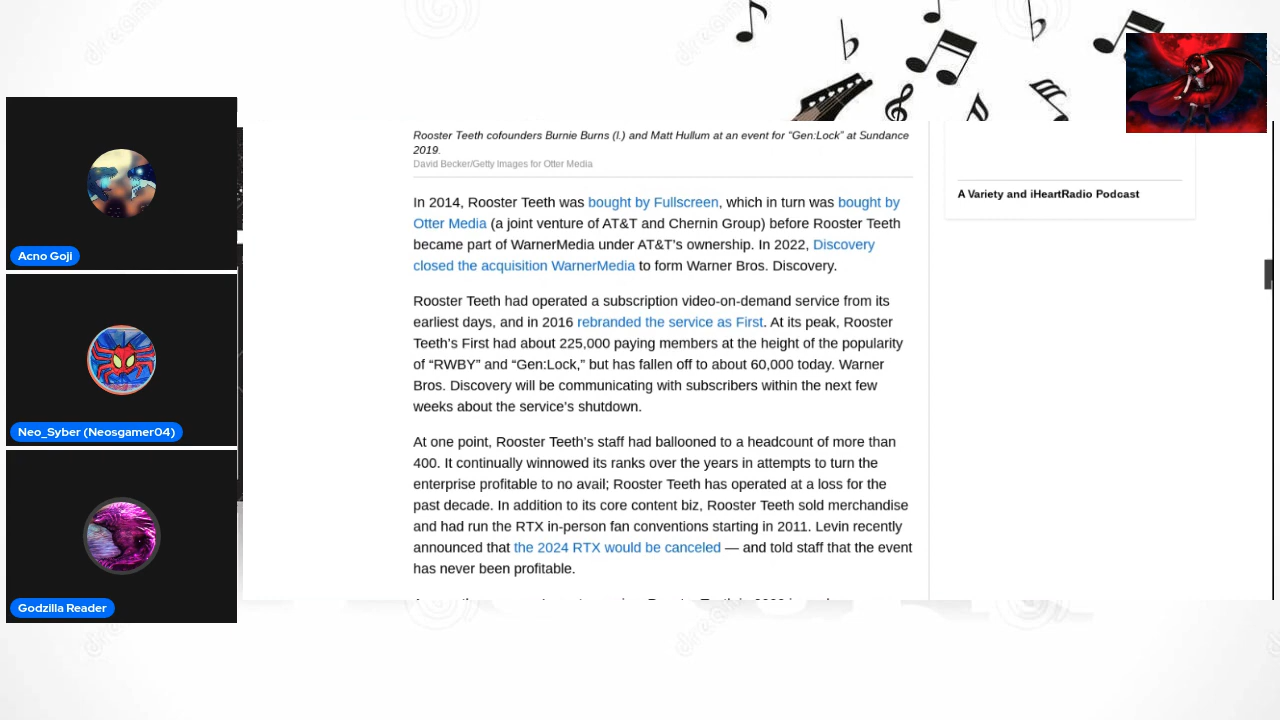 Rooster Teeth cofounders Burnie Burns (l.) and Matt Hullum at an event for “Gen:Lock” at Sundance
2019.
David Becker/Getty Images for Otter Media
In 2014, Rooster Teeth was bought by Fullscreen, which in turn was bought by
Otter Media (a joint venture of AT&T and Chernin Group) before Rooster Teeth
became part of WarnerMedia under AT&T’s ownership. In 2022, Discovery
closed the acquisition WarnerMedia to form Warner Bros. Discovery.
Rooster Teeth had operated a subscription video-on-demand service from its
earliest days, and in 2016 rebranded the service as First. At its peak, Rooster
Teeth’s First had about 225,000 paying members at the height of the popularity
of “RWBY” and “Gen:Lock,” but has fallen off to about 60,000 today. Warner
Bros. Discovery will be communicating with subscribers within the next few
weeks about the service’s shutdown.
At one point, Rooster Teeth’s staff had ballooned to a headcount of more than
400. It continually winnowed its ranks over the years in attempts to turn the
enterprise profitable to no avail; Rooster Teeth has operated at a loss for the
past decade. In addition to its core content biz, Rooster Teeth sold merchandise
and had run the RTX in-person fan conventions starting in 2011. Levin recently
announced that the 2024 RTX would be canceled — and told staff that the event
has never been profitable.
A Variety and iHeartRadio Podcast
Acno Goji
Neo_Syber (Neosgamer04)
Godzilla Reader